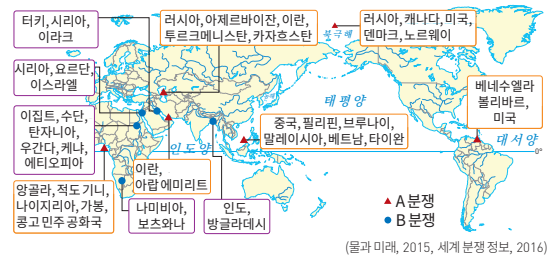 터키, 시리아,
이라크
러시아, 아제르바이잔, 이란,
투르크메니스탄, 카자흐스탄
북극해
러시아, 캐나다, 미국,
덴마크, 노르웨이
시리아, 요르단,
이스라엘
이집트, 수단,
탄자니아,
우간다, 케냐,
에티오피아
태평양
베네수엘라
볼리바르,
미국
중국, 필리핀, 브루나이,
말레이시아, 베트남, 타이완
인도양
대서양
0°
이란,
아랍 에미리트
앙골라, 적도 기니,
나이지리아, 가봉,
콩고 민주 공화국
나미비아,
보츠와나
인도,
방글라데시
▲ A 분쟁
● B 분쟁
(물과 미래, 2015, 세계 분쟁 정보, 2016)